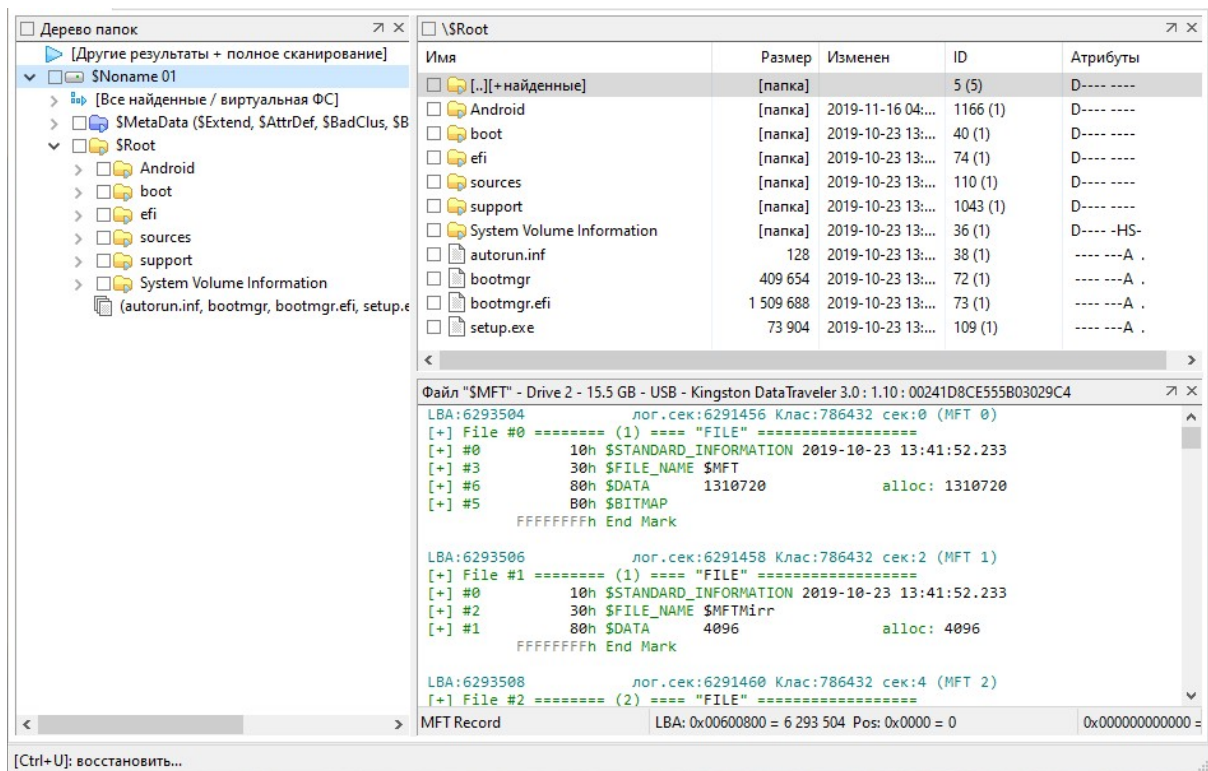 Дерево папок
[Другие результаты + полное сканирование]
$Noname 01
[Все найденные / виртуальная ФС]
$MetaData ($Extend, $AttrDef, $BadClus, $B
$Root
Android
boot
efi
sources
support
System Volume Information
(autorun.inf, bootmgr, bootmgr.efi, setup.e
\$Root
Имя Размер Изменен ID Атрибуты
[..][+найденные] [папка] 5 (5) D---- ----
Android [папка] 2019-11-16 04:... 1166 (1) D---- ----
boot [папка] 2019-10-23 13:... 40 (1) D---- ----
efi [папка] 2019-10-23 13:... 74 (1) D---- ----
sources [папка] 2019-10-23 13:... 110 (1) D---- ----
support [папка] 2019-10-23 13:... 1043 (1) D---- ----
System Volume Information [папка] 2019-10-23 13:... 36 (1) D---- -HS-
autorun.inf 128 2019-10-23 13:... 38 (1) ---- ---A .
bootmgr 409 654 2019-10-23 13:... 72 (1) ---- ---A .
bootmgr.efi 1 509 688 2019-10-23 13:... 73 (1) ---- ---A .
setup.exe 73 904 2019-10-23 13:... 109 (1) ---- ---A .
Файл "$MFT" - Drive 2 - 15.5 GB - USB - Kingston DataTraveler 3.0 : 1.10 : 00241D8CE555B03029C4
LBA:6293504 лог.сек:6291456 Клас:786432 сек:0 (MFT 0)
[+] File #0 ======== (1) ==== "FILE" ==================
[+] #0 10h $STANDARD_INFORMATION 2019-10-23 13:41:52.233
[+] #3 30h $FILE_NAME $MFT
[+] #6 80h $DATA 1310720 alloc: 1310720
[+] #5 B0h $BITMAP
FFFFFFFFh End Mark
LBA:6293506 лог.сек:6291458 Клас:786432 сек:2 (MFT 1)
[+] File #1 ======== (1) ==== "FILE" ==================
[+] #0 10h $STANDARD_INFORMATION 2019-10-23 13:41:52.233
[+] #2 30h $FILE_NAME $MFTMirr
[+] #1 80h $DATA 4096 alloc: 4096
FFFFFFFFh End Mark
LBA:6293508 лог.сек:6291460 Клас:786432 сек:4 (MFT 2)
[+] File #2 ======== (2) ==== "FILE" ==================
MFT Record LBA: 0x00600800 = 6 293 504 Pos: 0x0000 = 0 0x000000000000 =
[Ctrl+U]: восстановить...